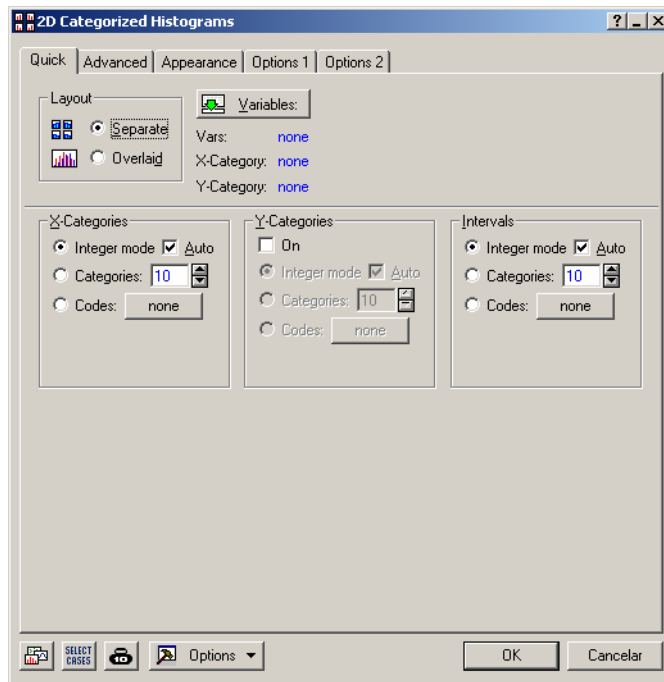 2D Categorized Histograms
Quick Advanced Appearance Options 1 Options 2
Layout
Separate
Overlaid
Variables:
Vars: none
X-Category: none
Y-Category: none
X-Categories
Integer mode Auto
Categories: 10
Codes: none
Y-Categories
On
Integer mode Auto
Categories: 10
Codes: none
Intervals
Integer mode Auto
Categories: 10
Codes: none
SELECT
CASES
Options
OK Cancelar